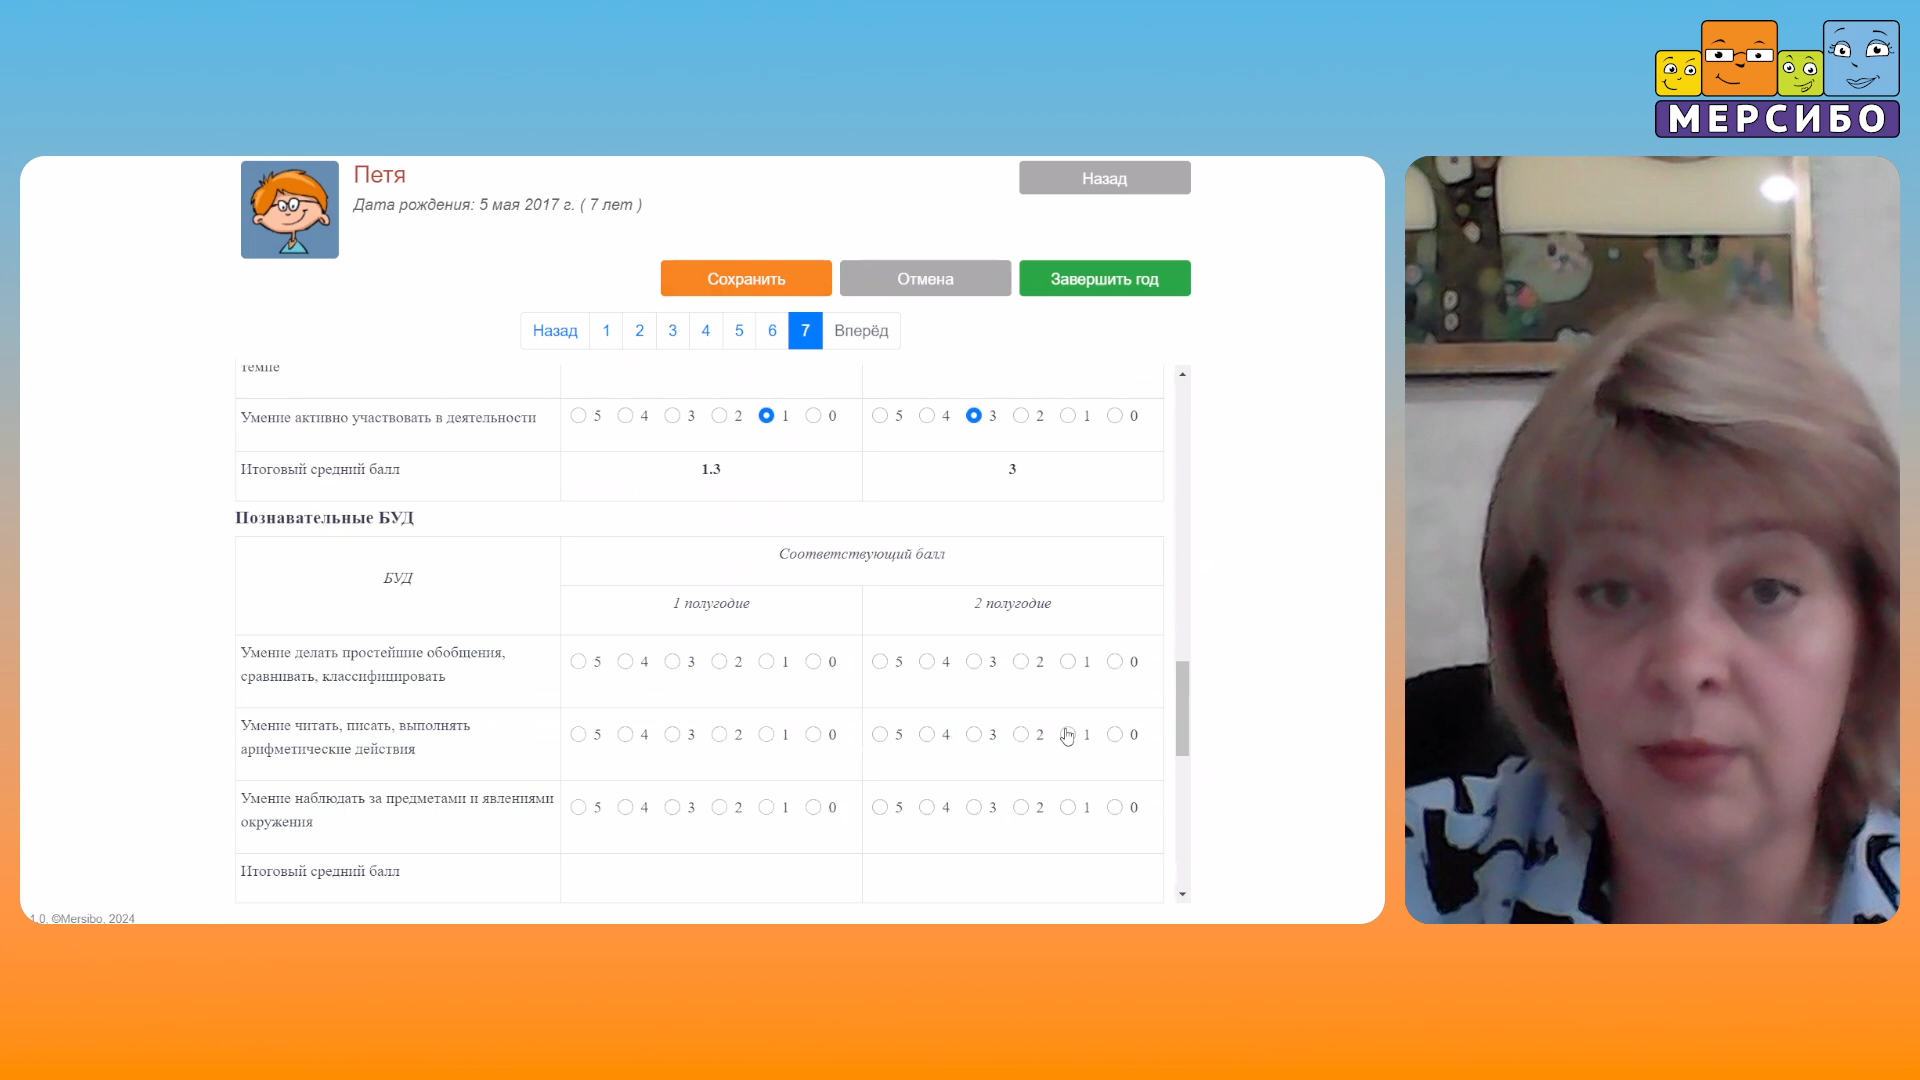 МЕРСИБО
Петя
Назад
Дата рождения: 5 мая 2017 г. ( 7 лет )
Сохранить Отмена Завершить год
Назад 1 2 3 4 5 6 7 Вперёд
темпе
Умение активно участвовать в деятельности 5 4 3 2 1 0 5 4 3 2 1 0
Итоговый средний балл 1.3 3
Познавательные БУД
Соответствующий балл
БУД
1 полугодие 2 полугодие
Умение делать простейшие обобщения,
сравнивать, классифицировать
5 4 3 2 1 0 5 4 3 2 1 0
Умение читать, писать, выполнять
арифметические действия
5 4 3 2 1 0 5 4 3 2 1 0
Умение наблюдать за предметами и явлениями
окружения
5 4 3 2 1 0 5 4 3 2 1 0
Итоговый средний балл
1.0, ©Mersibo, 2024